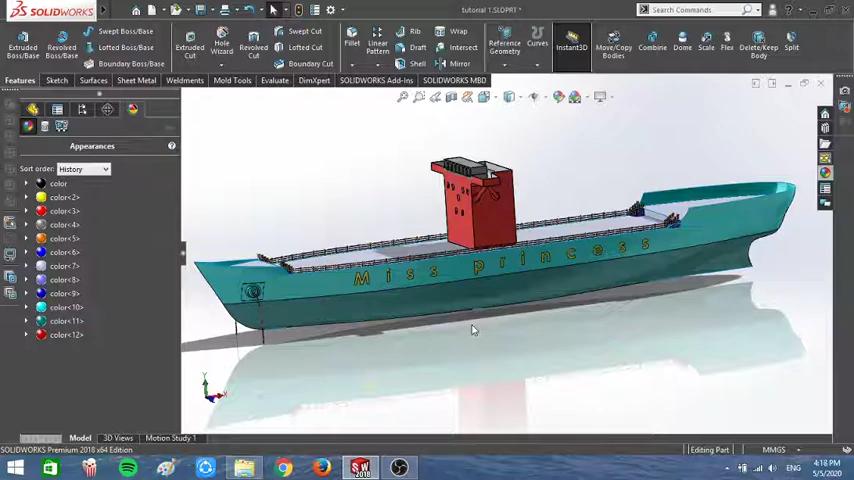 SOLIDWORKS
tutorial 1.SLDPRT *
Search Commands
Extruded Boss/Base
Revolved Boss/Base
Swept Boss/Base
Lofted Boss/Base
Boundary Boss/Base
Extruded Cut
Hole Wizard
Revolved Cut
Swept Cut
Lofted Cut
Boundary Cut
Fillet
Linear Pattern
Rib
Draft
Shell
Wrap
Intersect
Mirror
Reference Geometry
Curves
Instant3D
Move/Copy Bodies
Combine
Dome
Scale
Flex
Delete/Keep Body
Split
Features
Sketch
Surfaces
Sheet Metal
Weldments
Mold Tools
Evaluate
DimXpert
SOLIDWORKS Add-Ins
SOLIDWORKS MBD
Appearances
Sort order:
History
color
color<2>
color<3>
color<4>
color<5>
color<6>
color<7>
color<8>
color<9>
color<10>
color<11>
color<12>
Miss princess
Y
X
Model
3D Views
Motion Study 1
SOLIDWORKS Premium 2018 x64 Edition
Editing Part
MMGS
SW
2018
ENG
4:18 PM
5/5/2020